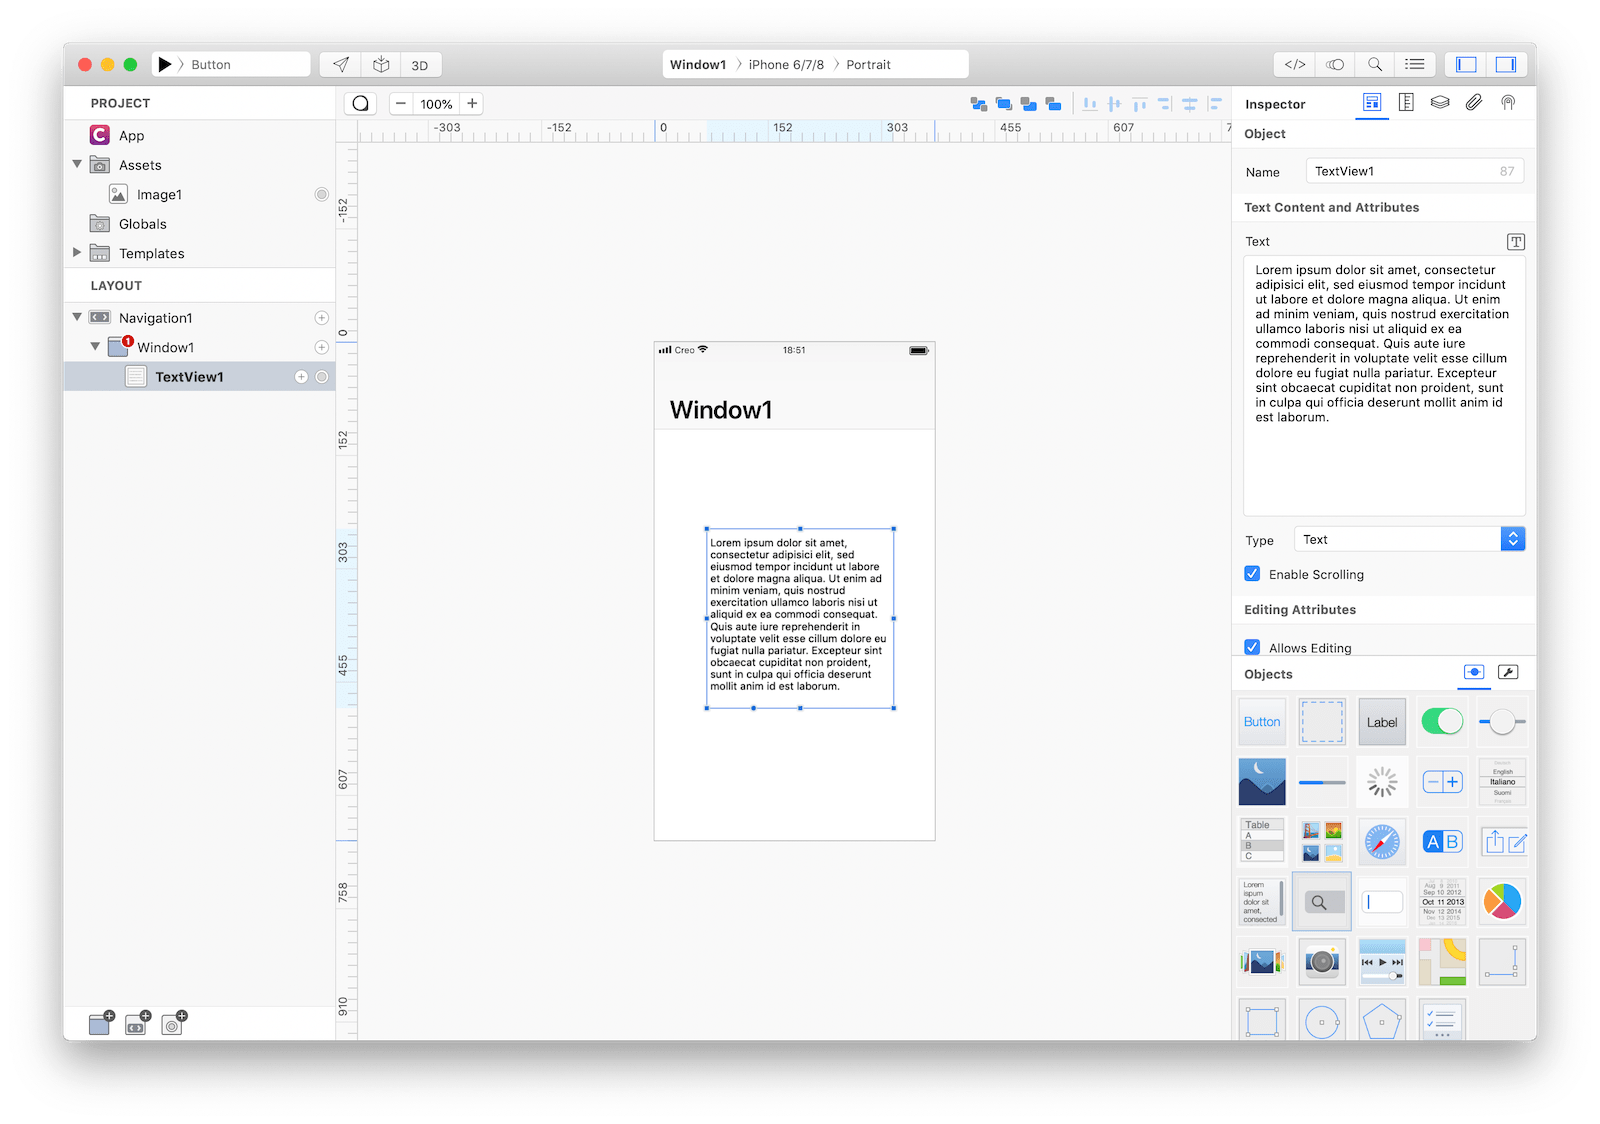 Button
3D
Window1
iPhone 6/7/8
Portrait
</>
PROJECT
100%
Inspector
App
Assets
Image1
Globals
Templates
LAYOUT
Navigation1
1
Window1
TextView1
-303
-152
0
152
303
455
607
-152
0
152
303
455
607
758
910
Creo
18:51
Window1
Lorem ipsum dolor sit amet,
consectetur adipisici elit, sed
eiusmod tempor incidunt ut labore
et dolore magna aliqua. Ut enim ad
minim veniam, quis nostrud
exercitation ullamco laboris nisi ut
aliquid ex ea commodi consequat.
Quis aute iure reprehenderit in
voluptate velit esse cillum dolore eu
fugiat nulla pariatur. Excepteur sint
obcaecat cupiditat non proident,
sunt in culpa qui officia deserunt
mollit anim id est laborum.
Object
Name
TextView1
87
Text Content and Attributes
Text
T
Lorem ipsum dolor sit amet, consectetur
adipisici elit, sed eiusmod tempor incidunt
ut labore et dolore magna aliqua. Ut enim
ad minim veniam, quis nostrud exercitation
ullamco laboris nisi ut aliquid ex ea
commodi consequat. Quis aute iure
reprehenderit in voluptate velit esse cillum
dolore eu fugiat nulla pariatur. Excepteur
sint obcaecat cupiditat non proident, sunt
in culpa qui officia deserunt mollit anim id
est laborum.
Type
Text
Enable Scrolling
Editing Attributes
Allows Editing
Objects
Button
Label
English
Italiano
Suomi
Table
A
B
C
A B
Lorem
ispum
dolor sit
amet,
consected
Aug 9 2011
Sep 10 2012
Oct 11 2013
Nov 12 2014
Dec 13 2015